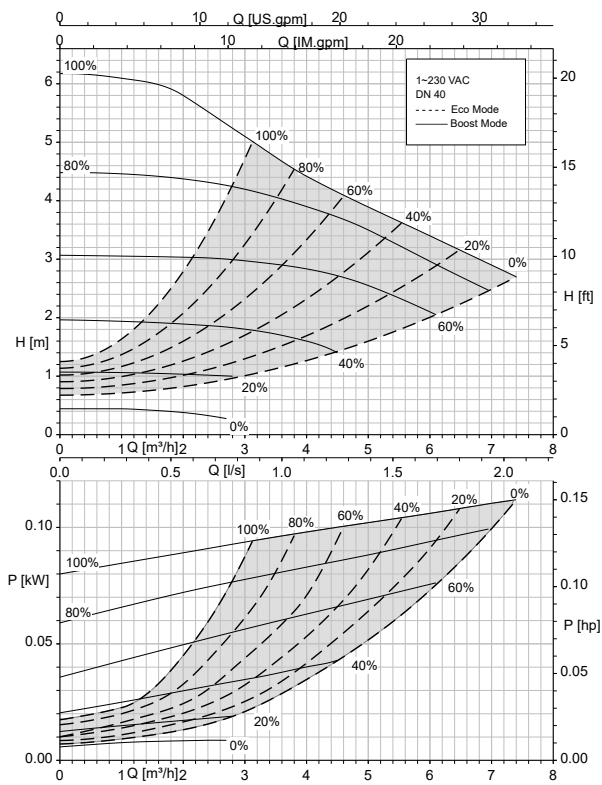 0 10 Q [US.gpm] 20 30
0 10 Q [IM.gpm] 20
100%
6
20
1~230 VAC
DN 40
Eco Mode
Boost Mode
5
100%
80%
80%
15
4
60%
40%
3
20%
0%
10
2
H [m]
H [ft]
60%
5
40%
1
20%
0%
0
0
0 1 Q [m³/h] 2 3 4 5 6 7 8
0.0 0.5 Q [l/s] 1.0 1.5 2.0
0.10
100% 80% 60% 40% 20% 0%
0.15
100%
P [kW]
80%
60%
0.10
0.05
P [hp]
40%
0.05
20%
0%
0.00
0.00
0 1 Q [m³/h] 2 3 4 5 6 7 8